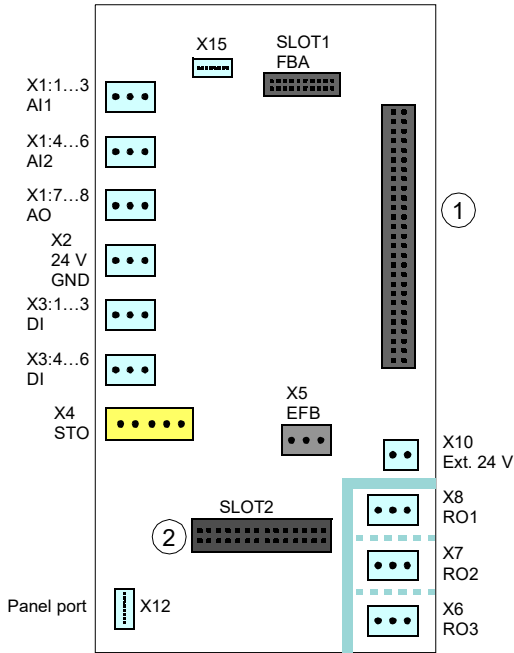 X15
SLOT1
FBA
X1:1…3
AI1
X1:4…6
AI2
X1:7…8
AO
X2
24 V
GND
X3:1…3
DI
X3:4…6
DI
X4
STO
1
X5
EFB
X10
Ext. 24 V
SLOT2
2
X8
RO1
X7
RO2
X6
RO3
Panel port
X12